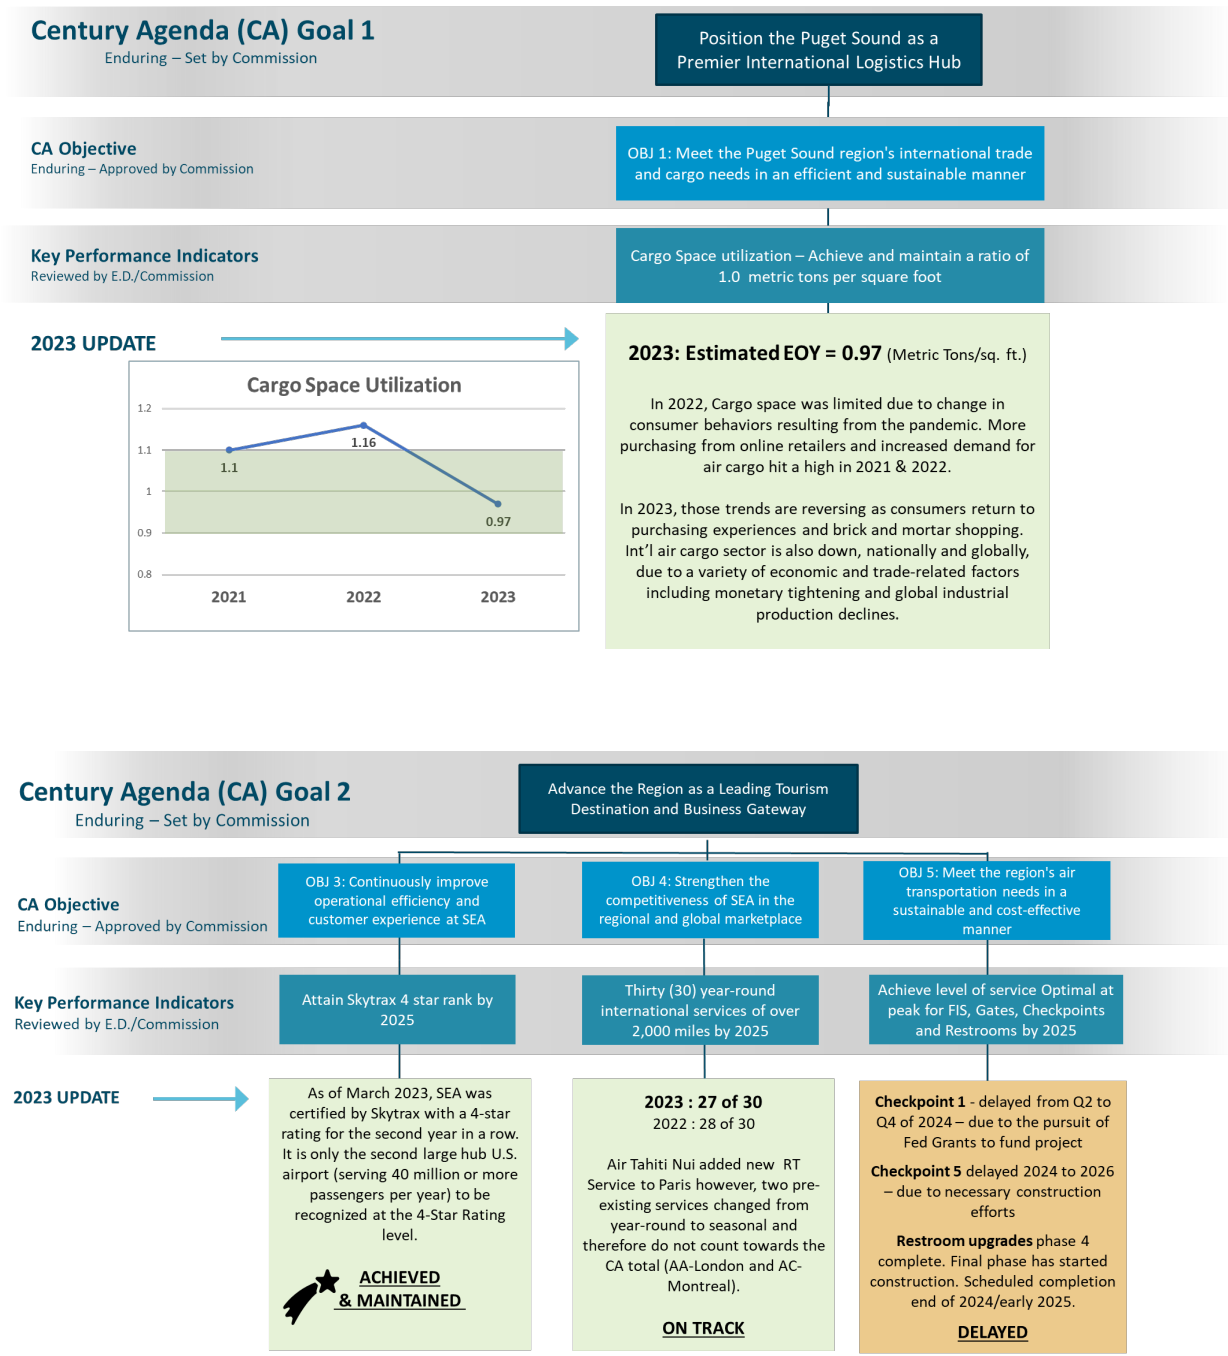 Century Agenda (CA) Goal 1
Enduring – Set by Commission
Position the Puget Sound as a
Premier International Logistics Hub
CA Objective
Enduring – Approved by Commission
OBJ 1: Meet the Puget Sound region's international trade
and cargo needs in an efficient and sustainable manner
Key Performance Indicators
Reviewed by E.D./Commission
Cargo Space utilization – Achieve and maintain a ratio of
1.0 metric tons per square foot
2023 UPDATE
Cargo Space Utilization
1.2
1.1
1
0.9
0.8
1.1
1.16
0.97
2021
2022
2023
2023: Estimated EOY = 0.97 (Metric Tons/sq. ft.)
In 2022, Cargo space was limited due to change in
consumer behaviors resulting from the pandemic. More
purchasing from online retailers and increased demand for
air cargo hit a high in 2021 & 2022.
In 2023, those trends are reversing as consumers return to
purchasing experiences and brick and mortar shopping.
Int'l air cargo sector is also down, nationally and globally,
due to a variety of economic and trade-related factors
including monetary tightening and global industrial
production declines.
Century Agenda (CA) Goal 2
Enduring – Set by Commission
Advance the Region as a Leading Tourism
Destination and Business Gateway
CA Objective
Enduring – Approved by Commission
OBJ 3: Continuously improve
operational efficiency and
customer experience at SEA
OBJ 4: Strengthen the
competitiveness of SEA in the
regional and global marketplace
OBJ 5: Meet the region's air
transportation needs in a
sustainable and cost-effective
manner
Key Performance Indicators
Reviewed by E.D./Commission
Attain Skytrax 4 star rank by
2025
Thirty (30) year-round
international services of over
2,000 miles by 2025
Achieve level of service Optimal at
peak for FIS, Gates, Checkpoints
and Restrooms by 2025
2023 UPDATE
As of March 2023, SEA was
certified by Skytrax with a 4-star
rating for the second year in a row.
It is only the second large hub U.S.
airport (serving 40 million or more
passengers per year) to be
recognized at the 4-Star Rating
level.
ACHIEVED
& MAINTAINED
2023 : 27 of 30
2022 : 28 of 30
Air Tahiti Nui added new RT
Service to Paris however, two pre-
existing services changed from
year-round to seasonal and
therefore do not count towards the
CA total (AA-London and AC-
Montreal).
ON TRACK
Checkpoint 1 - delayed from Q2 to
Q4 of 2024 – due to the pursuit of
Fed Grants to fund project
Checkpoint 5 delayed 2024 to 2026
– due to necessary construction
efforts
Restroom upgrades phase 4
complete. Final phase has started
construction. Scheduled completion
end of 2024/early 2025.
DELAYED